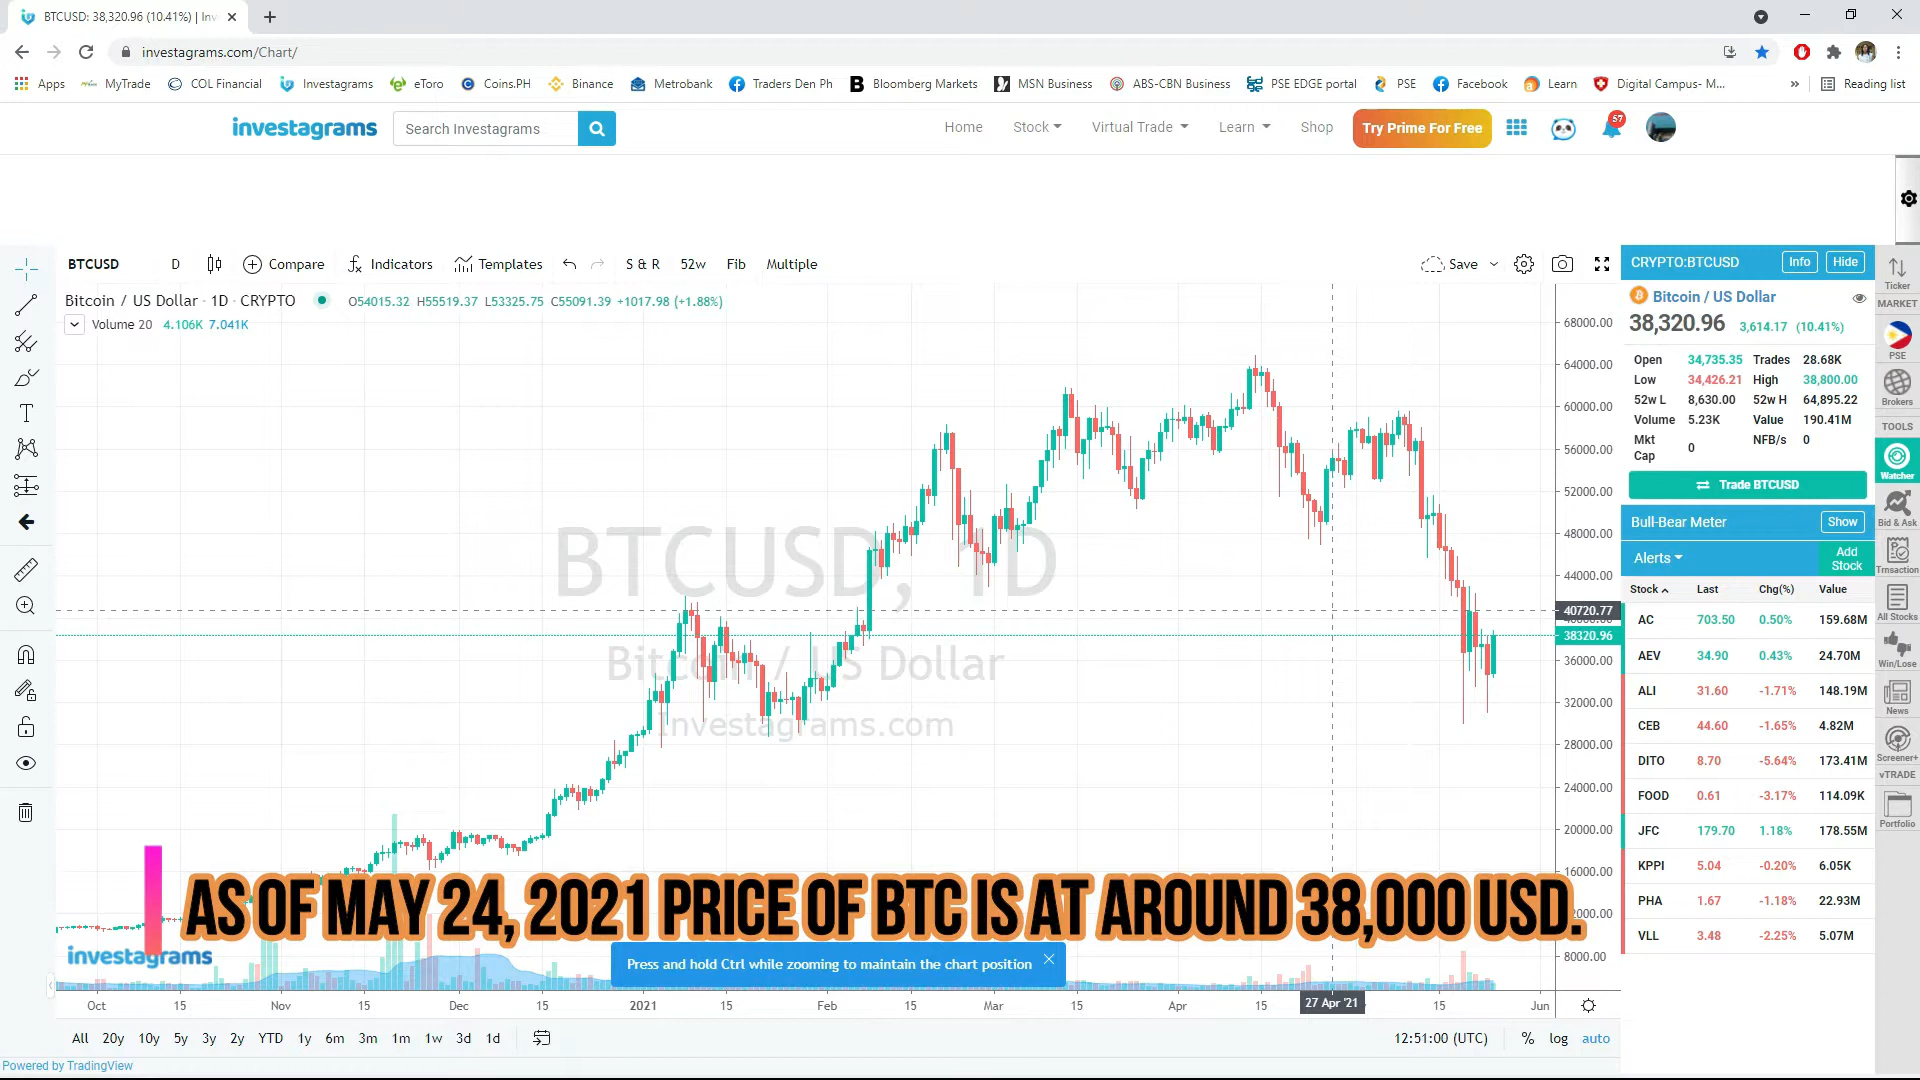 BTCUSD: 38,320.96 (10.41%) | Inv
investagrams.com/Chart/
Apps MyTrade COL Financial Investagrams eToro Coins.PH Binance Metrobank Traders Den Ph Bloomberg Markets MSN Business ABS-CBN Business PSE EDGE portal PSE Facebook Learn Digital Campus- M... » Reading list
investagrams Search Investagrams Home Stock Virtual Trade Learn Shop Try Prime For Free 57
BTCUSD D Compare Indicators Templates S & R 52w Fib Multiple Save
Bitcoin / US Dollar · 1D · CRYPTO O54015.32 H55519.37 L53325.75 C55091.39 +1017.98 (+1.88%)
Volume 20 4.106K 7.041K
BTCUSD, 1D
Bitcoin / US Dollar
Investagrams.com
68000.00
64000.00
60000.00
56000.00
52000.00
48000.00
44000.00
40720.77
38320.96
36000.00
32000.00
28000.00
24000.00
20000.00
16000.00
12000.00
8000.00
AS OF MAY 24, 2021 PRICE OF BTC IS AT AROUND 38,000 USD.
investagrams
Press and hold Ctrl while zooming to maintain the chart position
Oct 15 Nov 15 Dec 15 2021 15 Feb 15 Mar 15 Apr 15 27 Apr '21 15 Jun
All 20y 10y 5y 3y 2y YTD 1y 6m 3m 1m 1w 3d 1d 12:51:00 (UTC) % log auto
Powered by TradingView
CRYPTO:BTCUSD Info Hide
Bitcoin / US Dollar
38,320.96 3,614.17 (10.41%)
Open 34,735.35 Trades 28.68K
Low 34,426.21 High 38,800.00
52w L 8,630.00 52w H 64,895.22
Volume 5.23K Value 190.41M
Mkt Cap 0 NFB/s 0
Trade BTCUSD
Bull-Bear Meter Show
Alerts Add Stock
Stock Last Chg(%) Value
AC 703.50 0.50% 159.68M
AEV 34.90 0.43% 24.70M
ALI 31.60 -1.71% 148.19M
CEB 44.60 -1.65% 4.82M
DITO 8.70 -5.64% 173.41M
FOOD 0.61 -3.17% 114.09K
JFC 179.70 1.18% 178.55M
KPPI 5.04 -0.20% 6.05K
PHA 1.67 -1.18% 22.93M
VLL 3.48 -2.25% 5.07M
Ticker
MARKET
PSE
Brokers
TOOLS
Watcher
Bid & Ask
Trnsaction
All Stocks
Win/Lose
News
Screener+
vTRADE
Portfolio